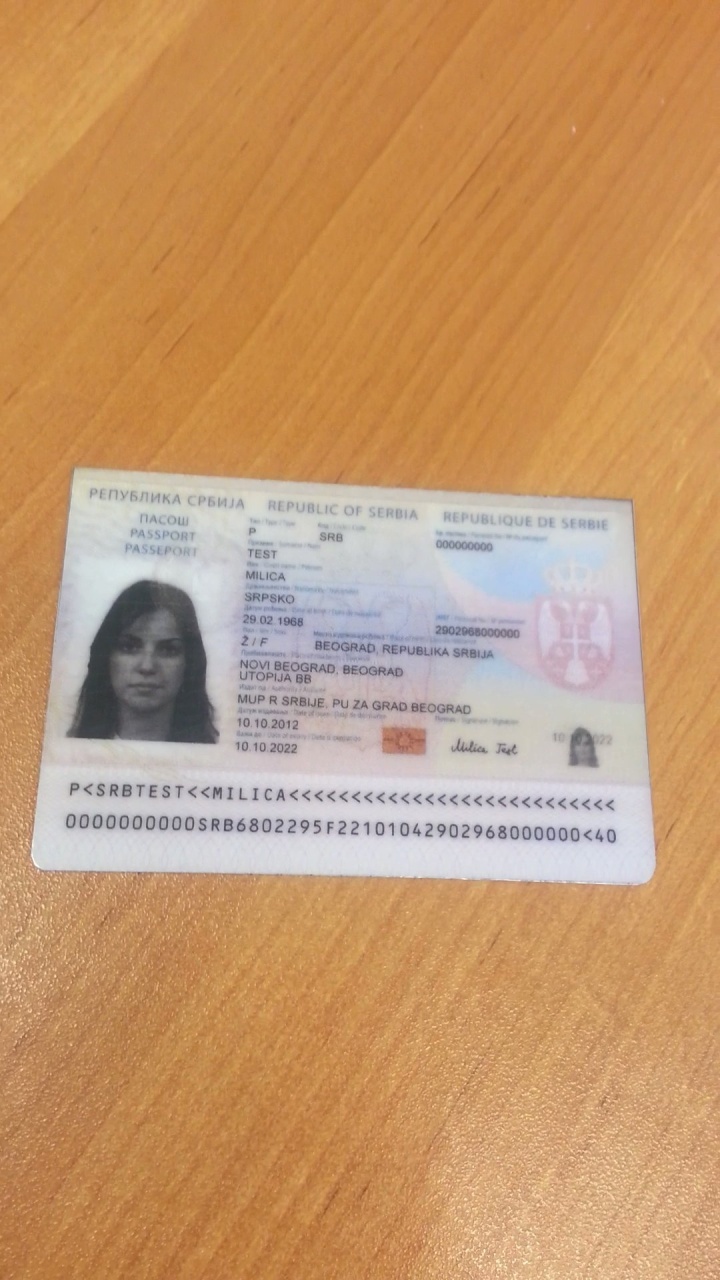 РЕПУБЛИКА СРБИЈА REPUBLIC OF SERBIA REPUBLIQUE DE SERBIE
ПАСОШ
PASSPORT
PASSEPORT
P SRB 000000000
TEST
MILICA
SRPSKO
29.02.1968 2902968000000
Ž / F BEOGRAD, REPUBLIKA SRBIJA
NOVI BEOGRAD, BEOGRAD
UTOPIJA BB
MUP R SRBIJE, PU ZA GRAD BEOGRAD
10.10.2012
10.10.2022 Milica Test
P<SRBTEST<<MILICA<<<<<<<<<<<<<<<<<<<<<<<<<<<
0000000000SRB6802295F22101042902968000000<40